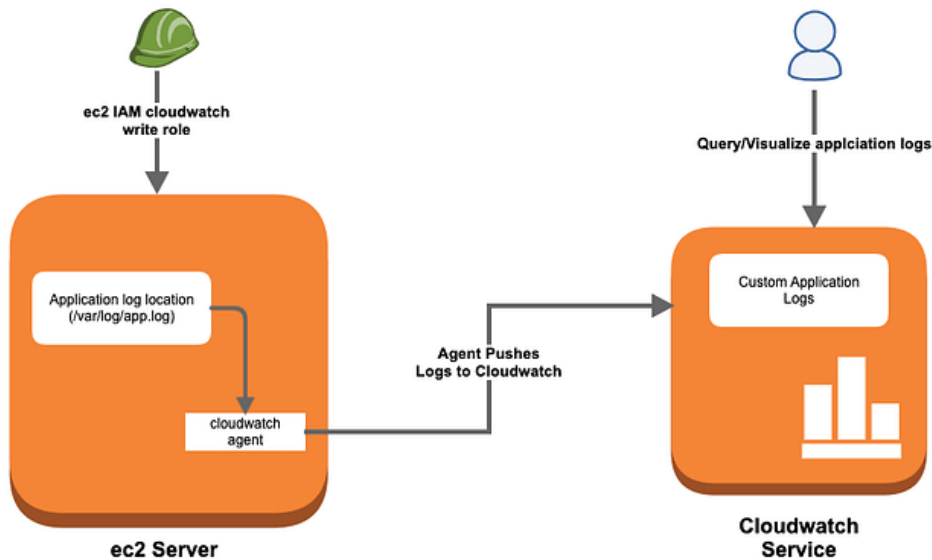 ec2 IAM cloudwatch
write role
Query/Visualize applciation logs
Application log location
(/var/log/app.log)
Custom Application
Logs
Agent Pushes
Logs to Cloudwatch
cloudwatch
agent
ec2 Server
Cloudwatch
Service